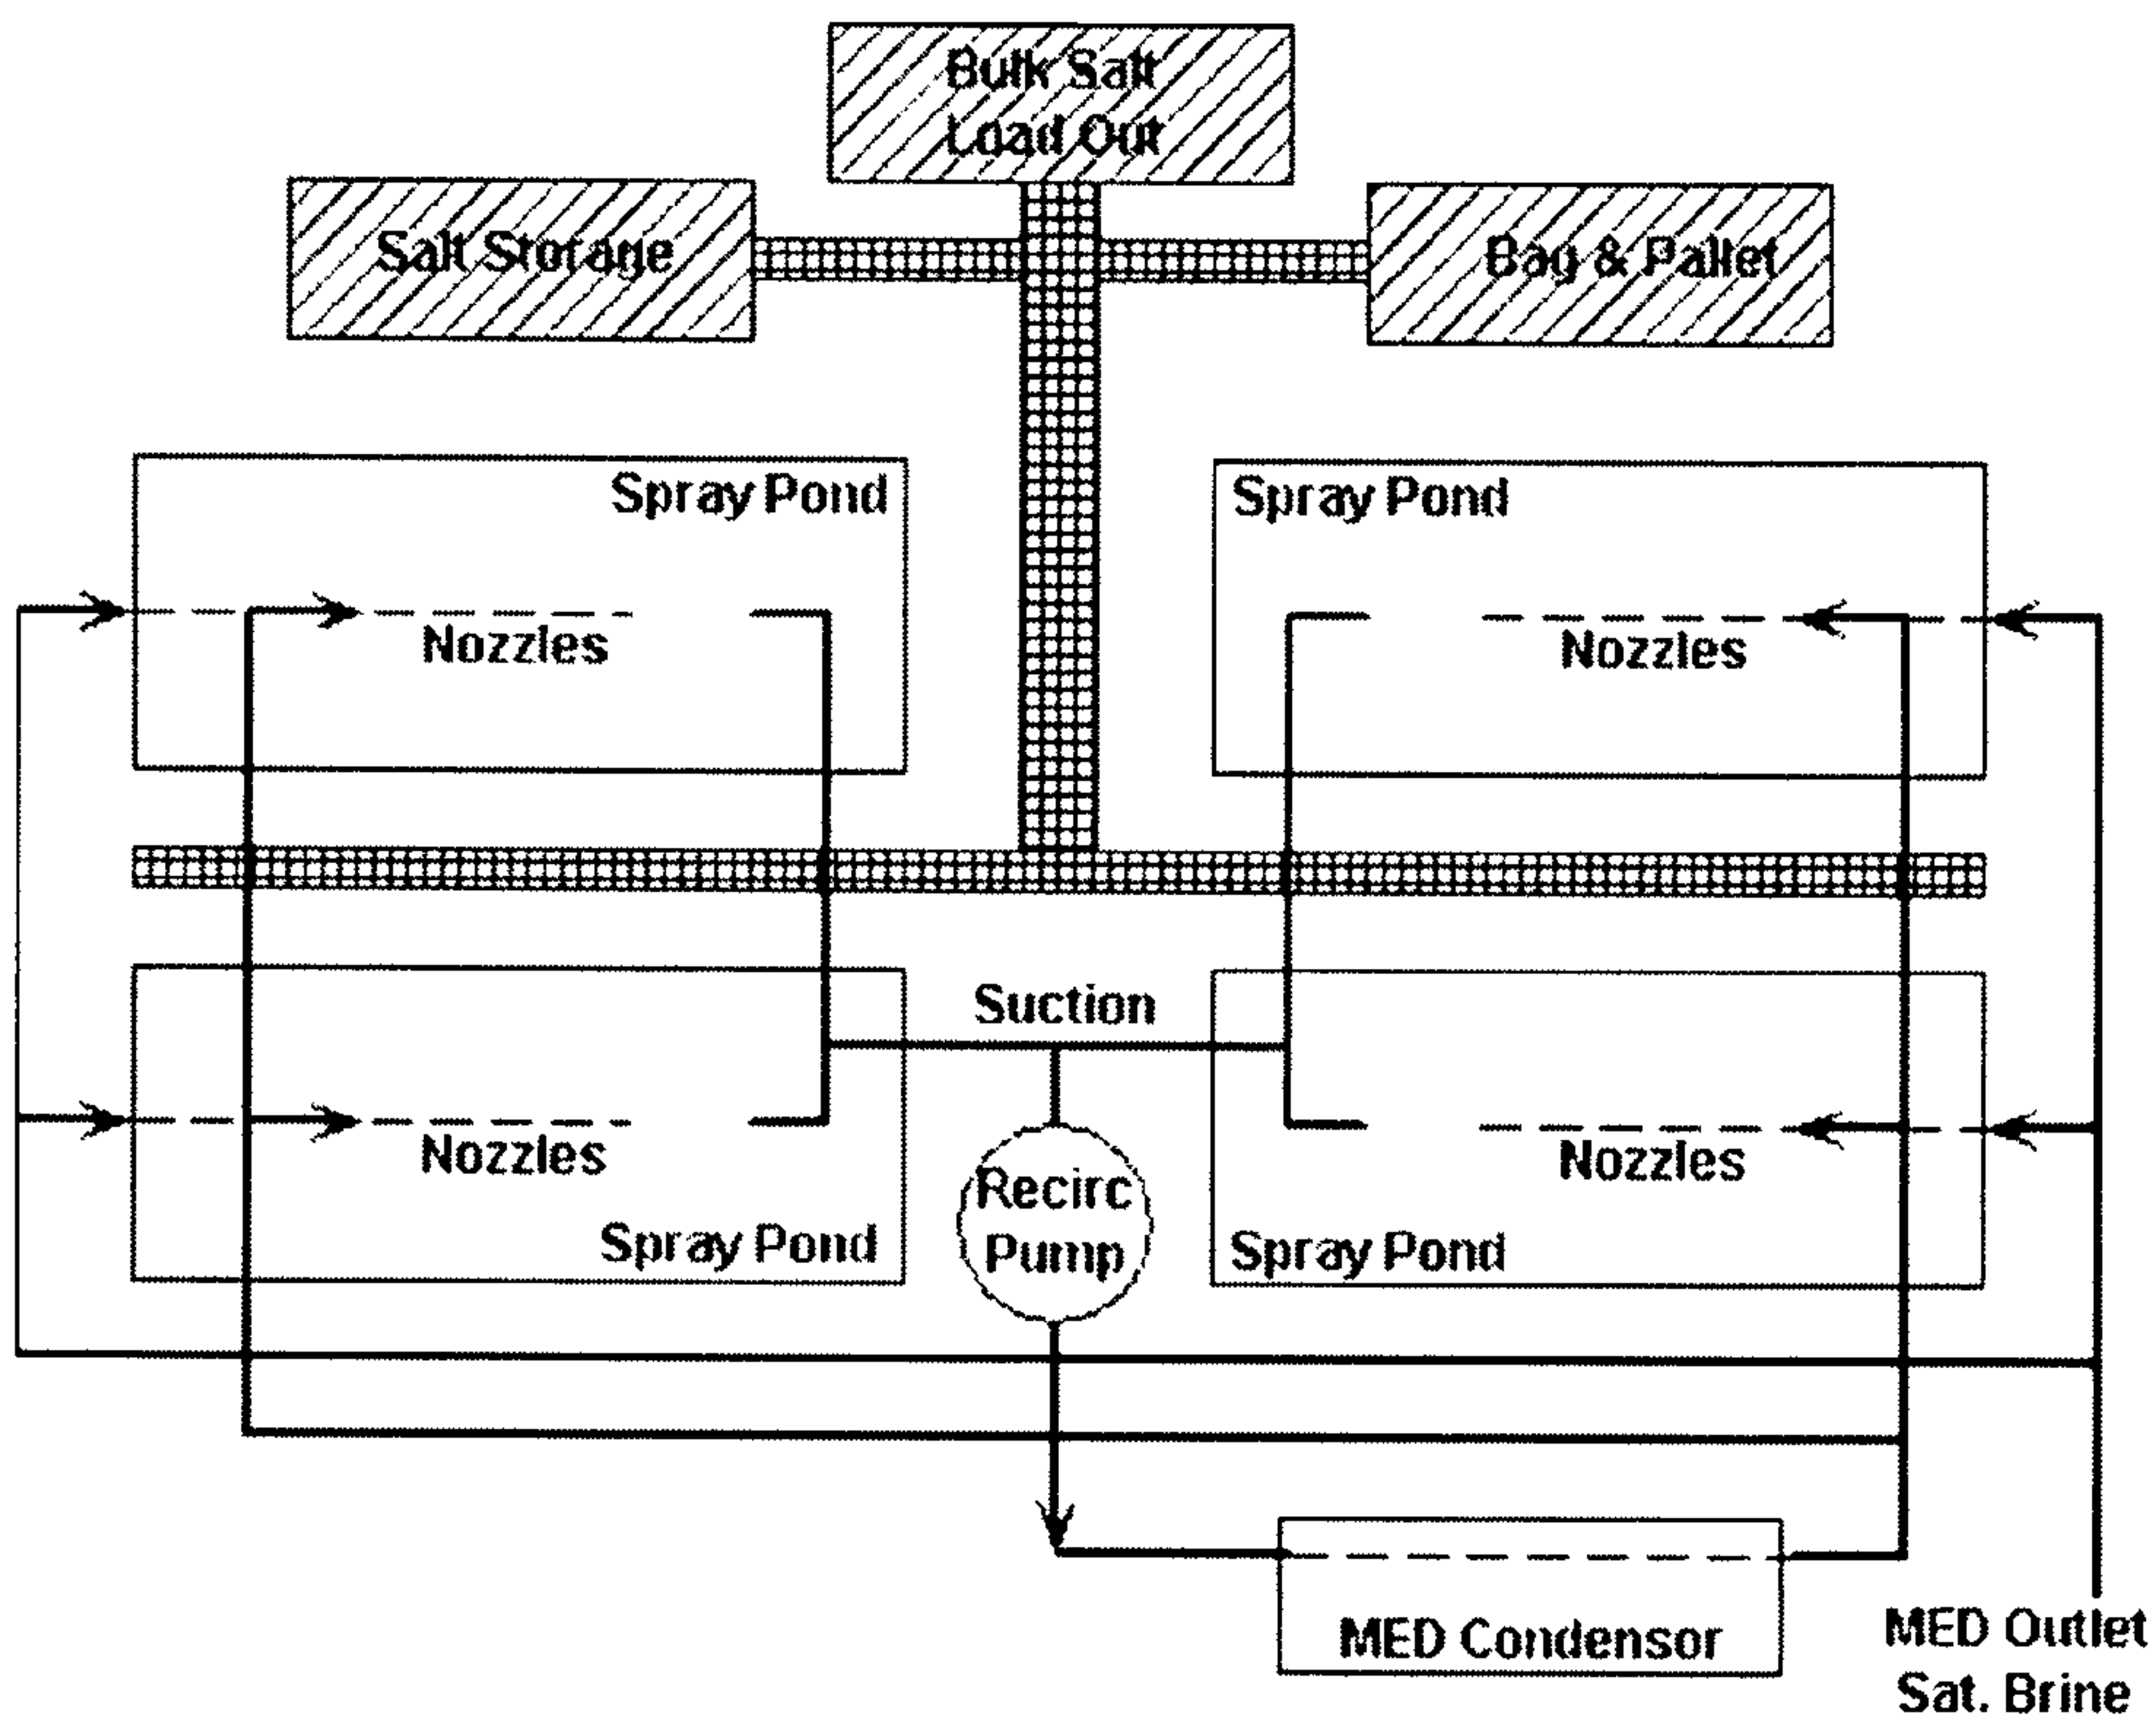 Bulk Salt
Load Out
Salt Storage
Bag & Pallet
Spray Pond
Spray Pond
Nozzles
Nozzles
Suction
Nozzles
Nozzles
Recirc
Pump
Spray Pond
Spray Pond
MED Condensor
MED Outlet
Sat. Brine